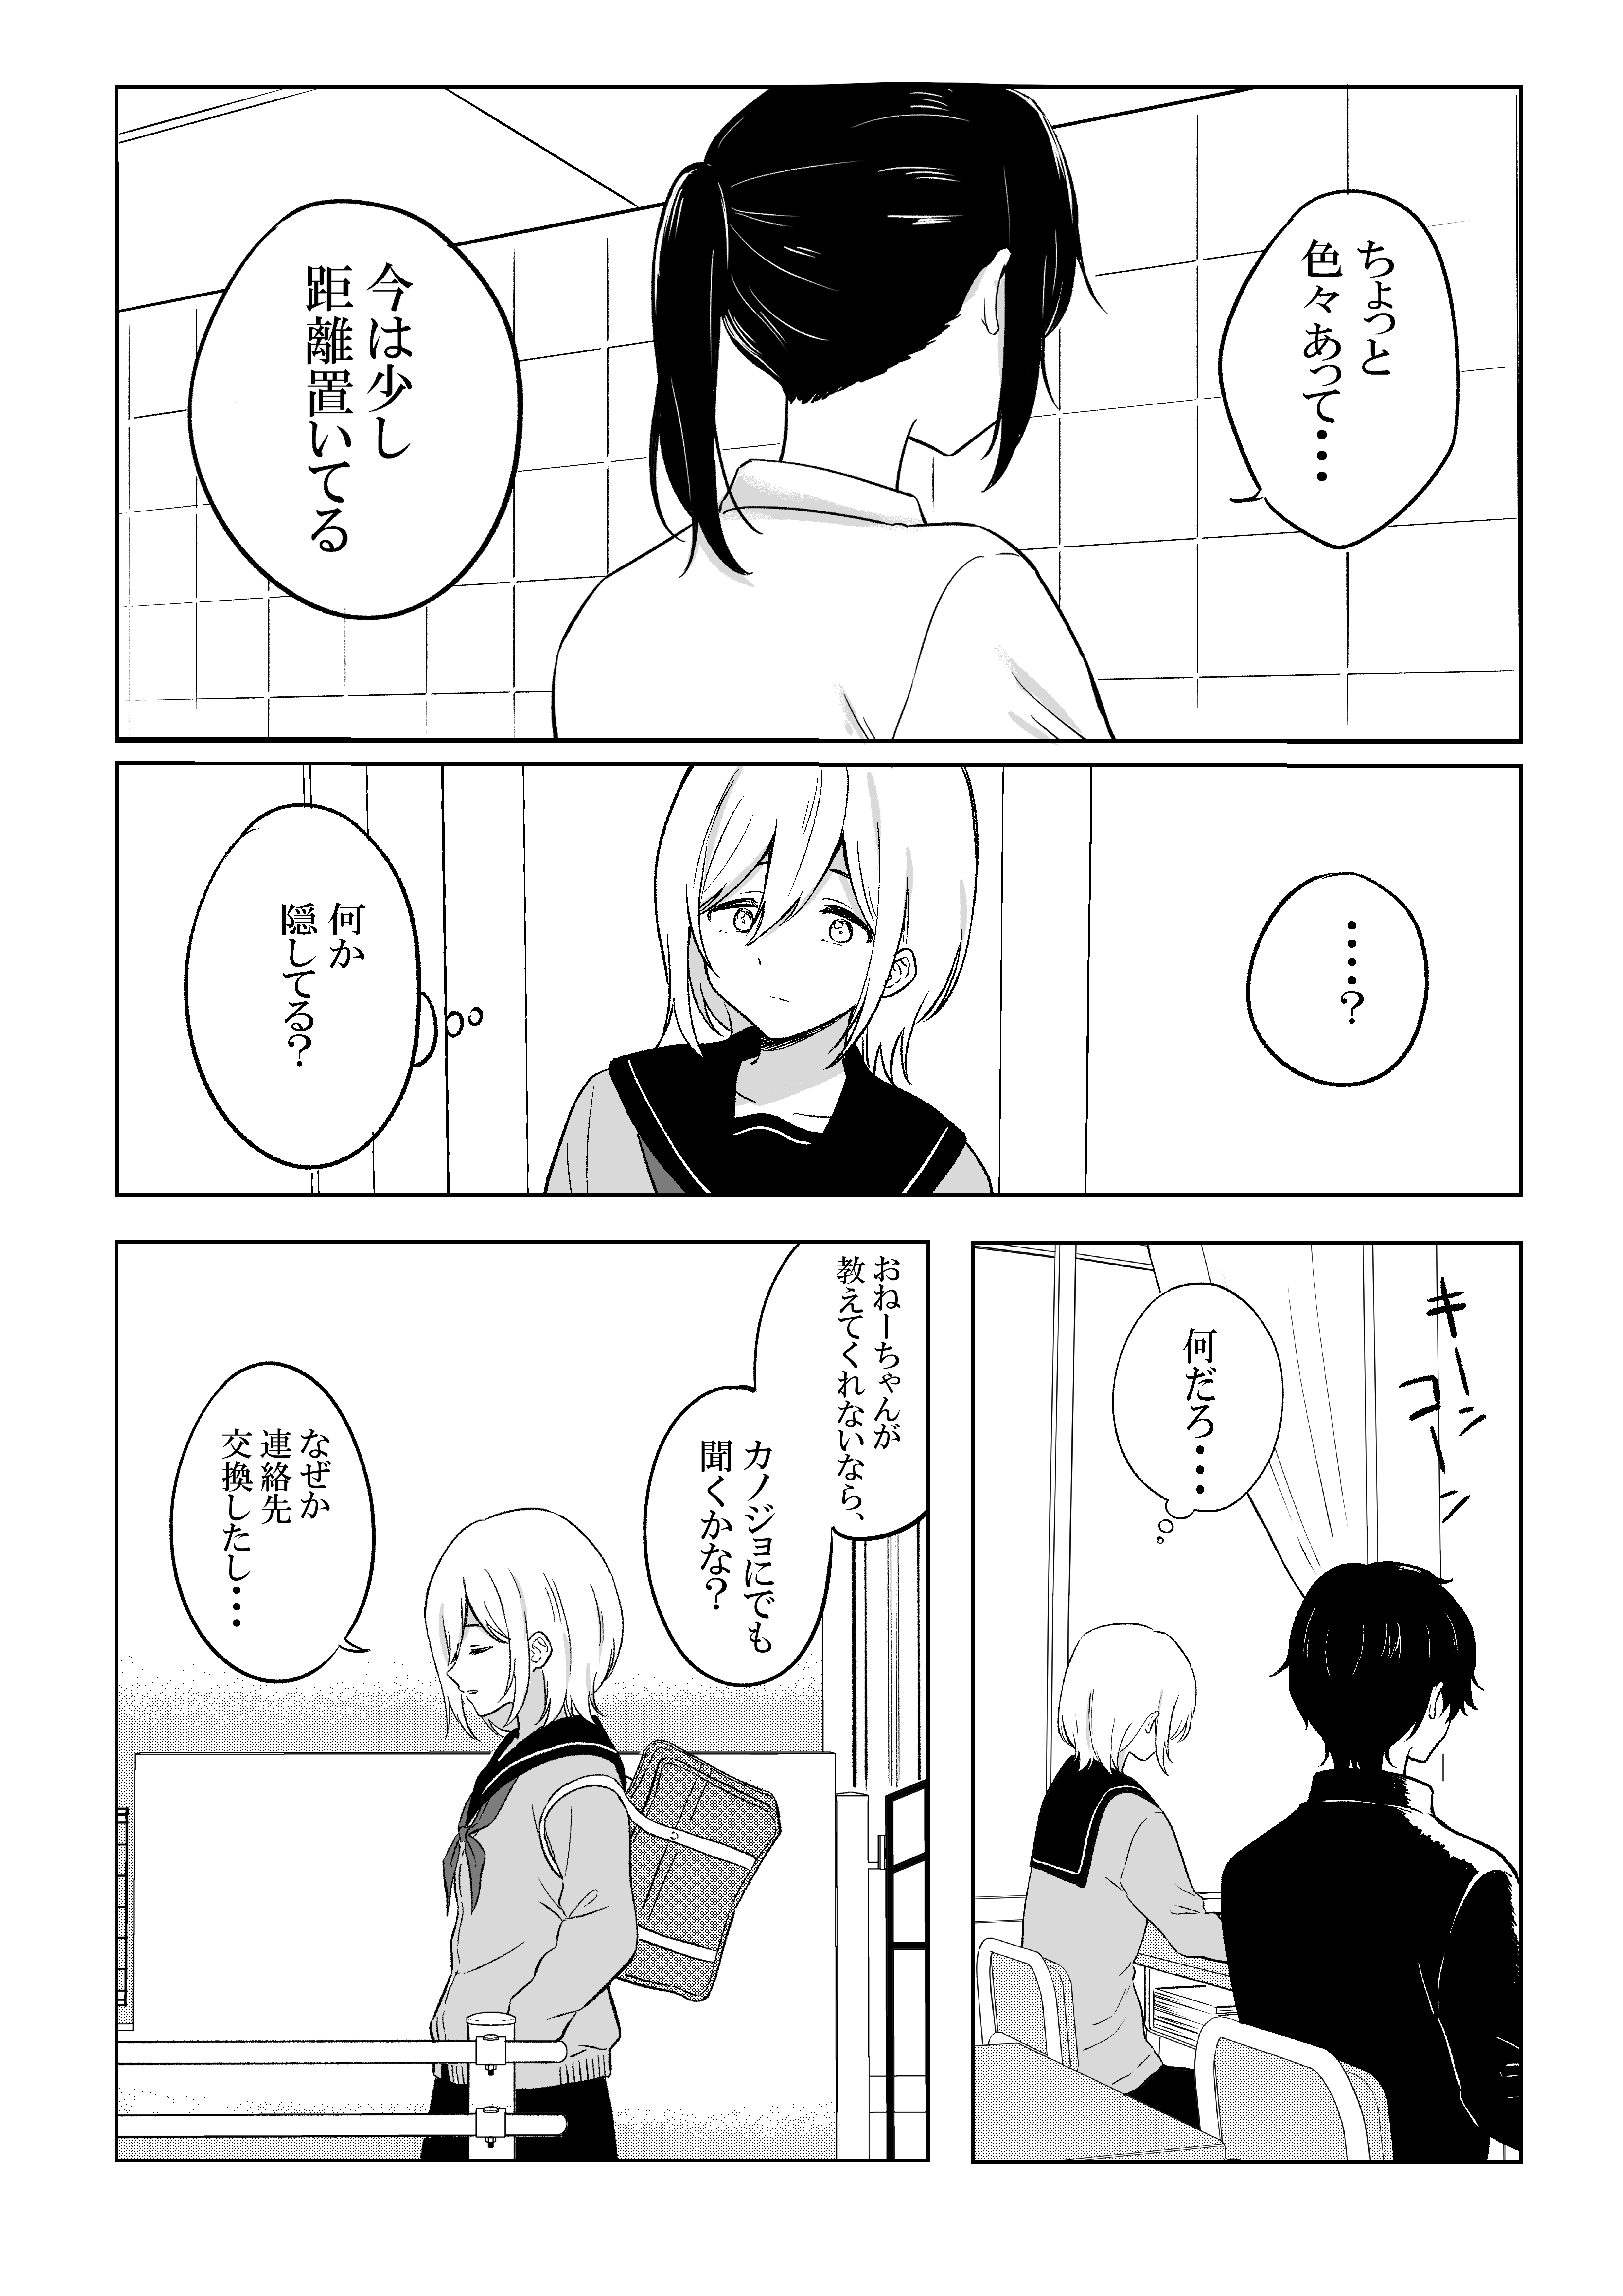 ちょっと
色々あって・・・
今は少し
距離置いてる
・・・・？
何か
隠してる？
キーンコーン
何だろ・・・
おねーちゃんが
教えてくれないなら、
カノジョにでも
聞くかな？
なぜか
連絡先
交換したし・・・